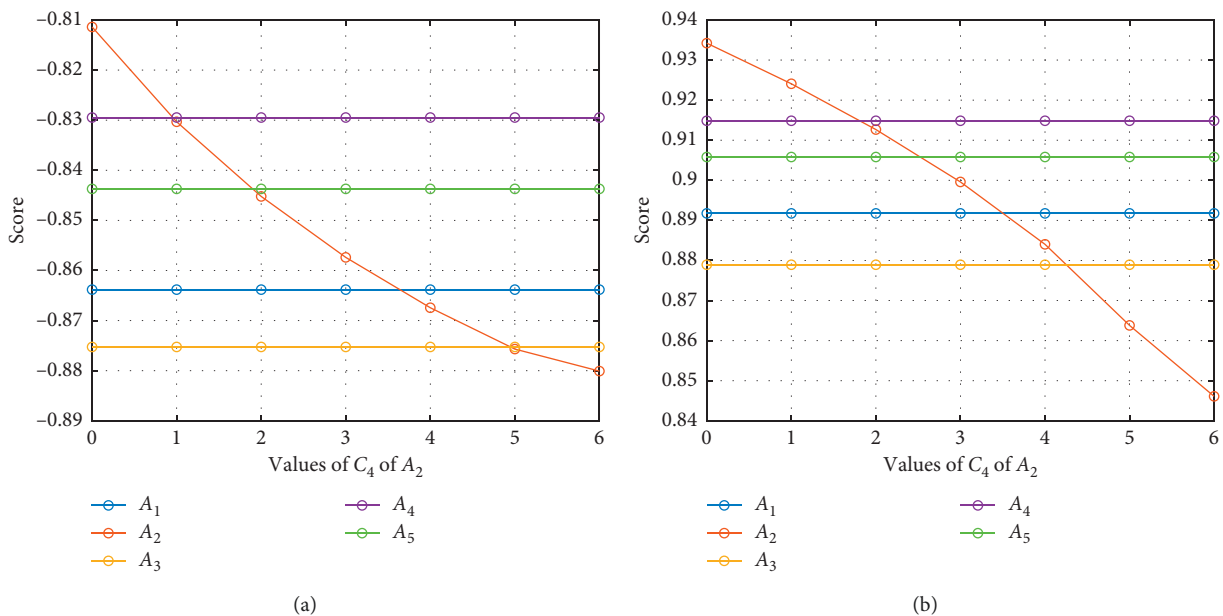 −0.81
−0.82
−0.83
−0.84
−0.85
−0.86
−0.87
−0.88
−0.89
Score
0 1 2 3 4 5 6
Values of C4 of A2
A1
A2
A3
A4
A5
(a)
0.94
0.93
0.92
0.91
0.9
0.89
0.88
0.87
0.86
0.85
0.84
Score
0 1 2 3 4 5 6
Values of C4 of A2
A1
A2
A3
A4
A5
(b)